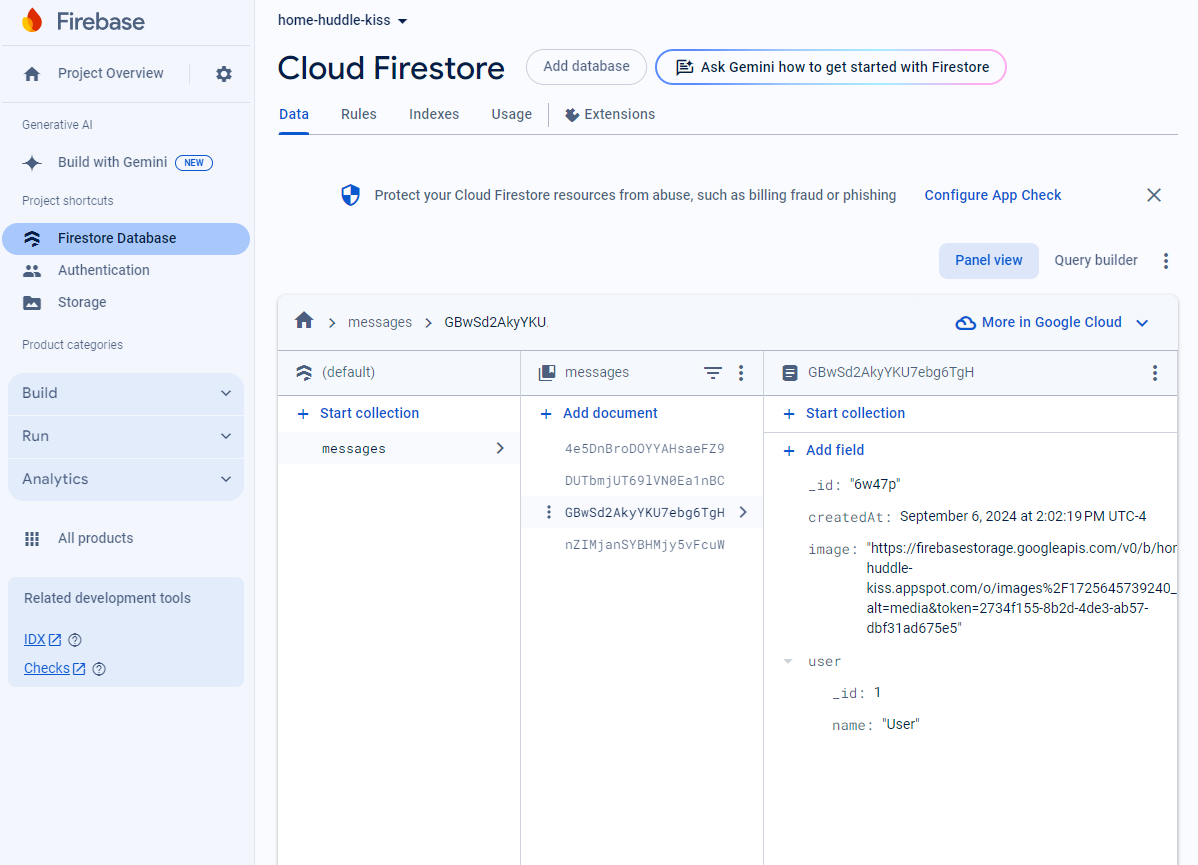 Firebase
Project Overview
Generative AI
Build with Gemini NEW
Project shortcuts
Firestore Database
Authentication
Storage
Product categories
Build
Run
Analytics
All products
Related development tools
IDX
Checks
home-huddle-kiss
Cloud Firestore
Add database
Ask Gemini how to get started with Firestore
Data Rules Indexes Usage Extensions
Protect your Cloud Firestore resources from abuse, such as billing fraud or phishing Configure App Check
Panel view Query builder
messages GBwSd2AkyYKU
More in Google Cloud
(default)
Start collection
messages
messages
Add document
4e5DnBroDOYYAHsaeFZ9
DUTbmjUT69lVN0Ea1nBC
GBwSd2AkyYKU7ebg6TgH
nZIMjanSYBHMjy5vFcuW
GBwSd2AkyYKU7ebg6TgH
Start collection
Add field
_id: "6w47p"
createdAt: September 6, 2024 at 2:02:19 PM UTC-4
image: "https://firebasestorage.googleapis.com/v0/b/hor
huddle-
kiss.appspot.com/o/images%2F1725645739240_
alt=media&token=2734f155-8b2d-4de3-ab57-
dbf31ad675e5"
user
_id: 1
name: "User"